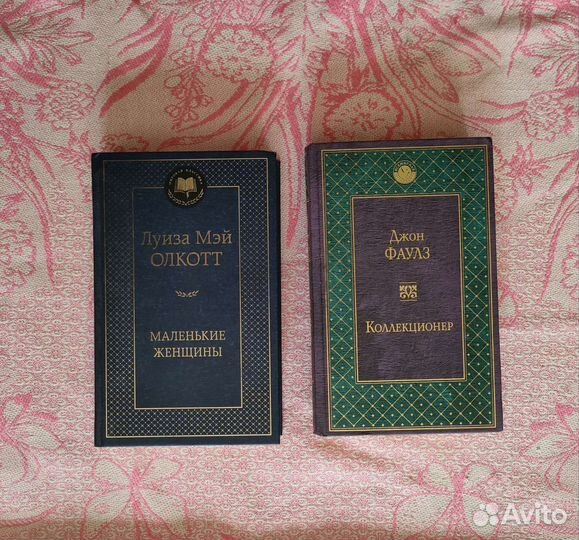 Луиза Мэй
ОЛКОТТ
МАЛЕНЬКИЕ
ЖЕНЩИНЫ
Джон
ФАУЛЗ
Коллекционер
Avito